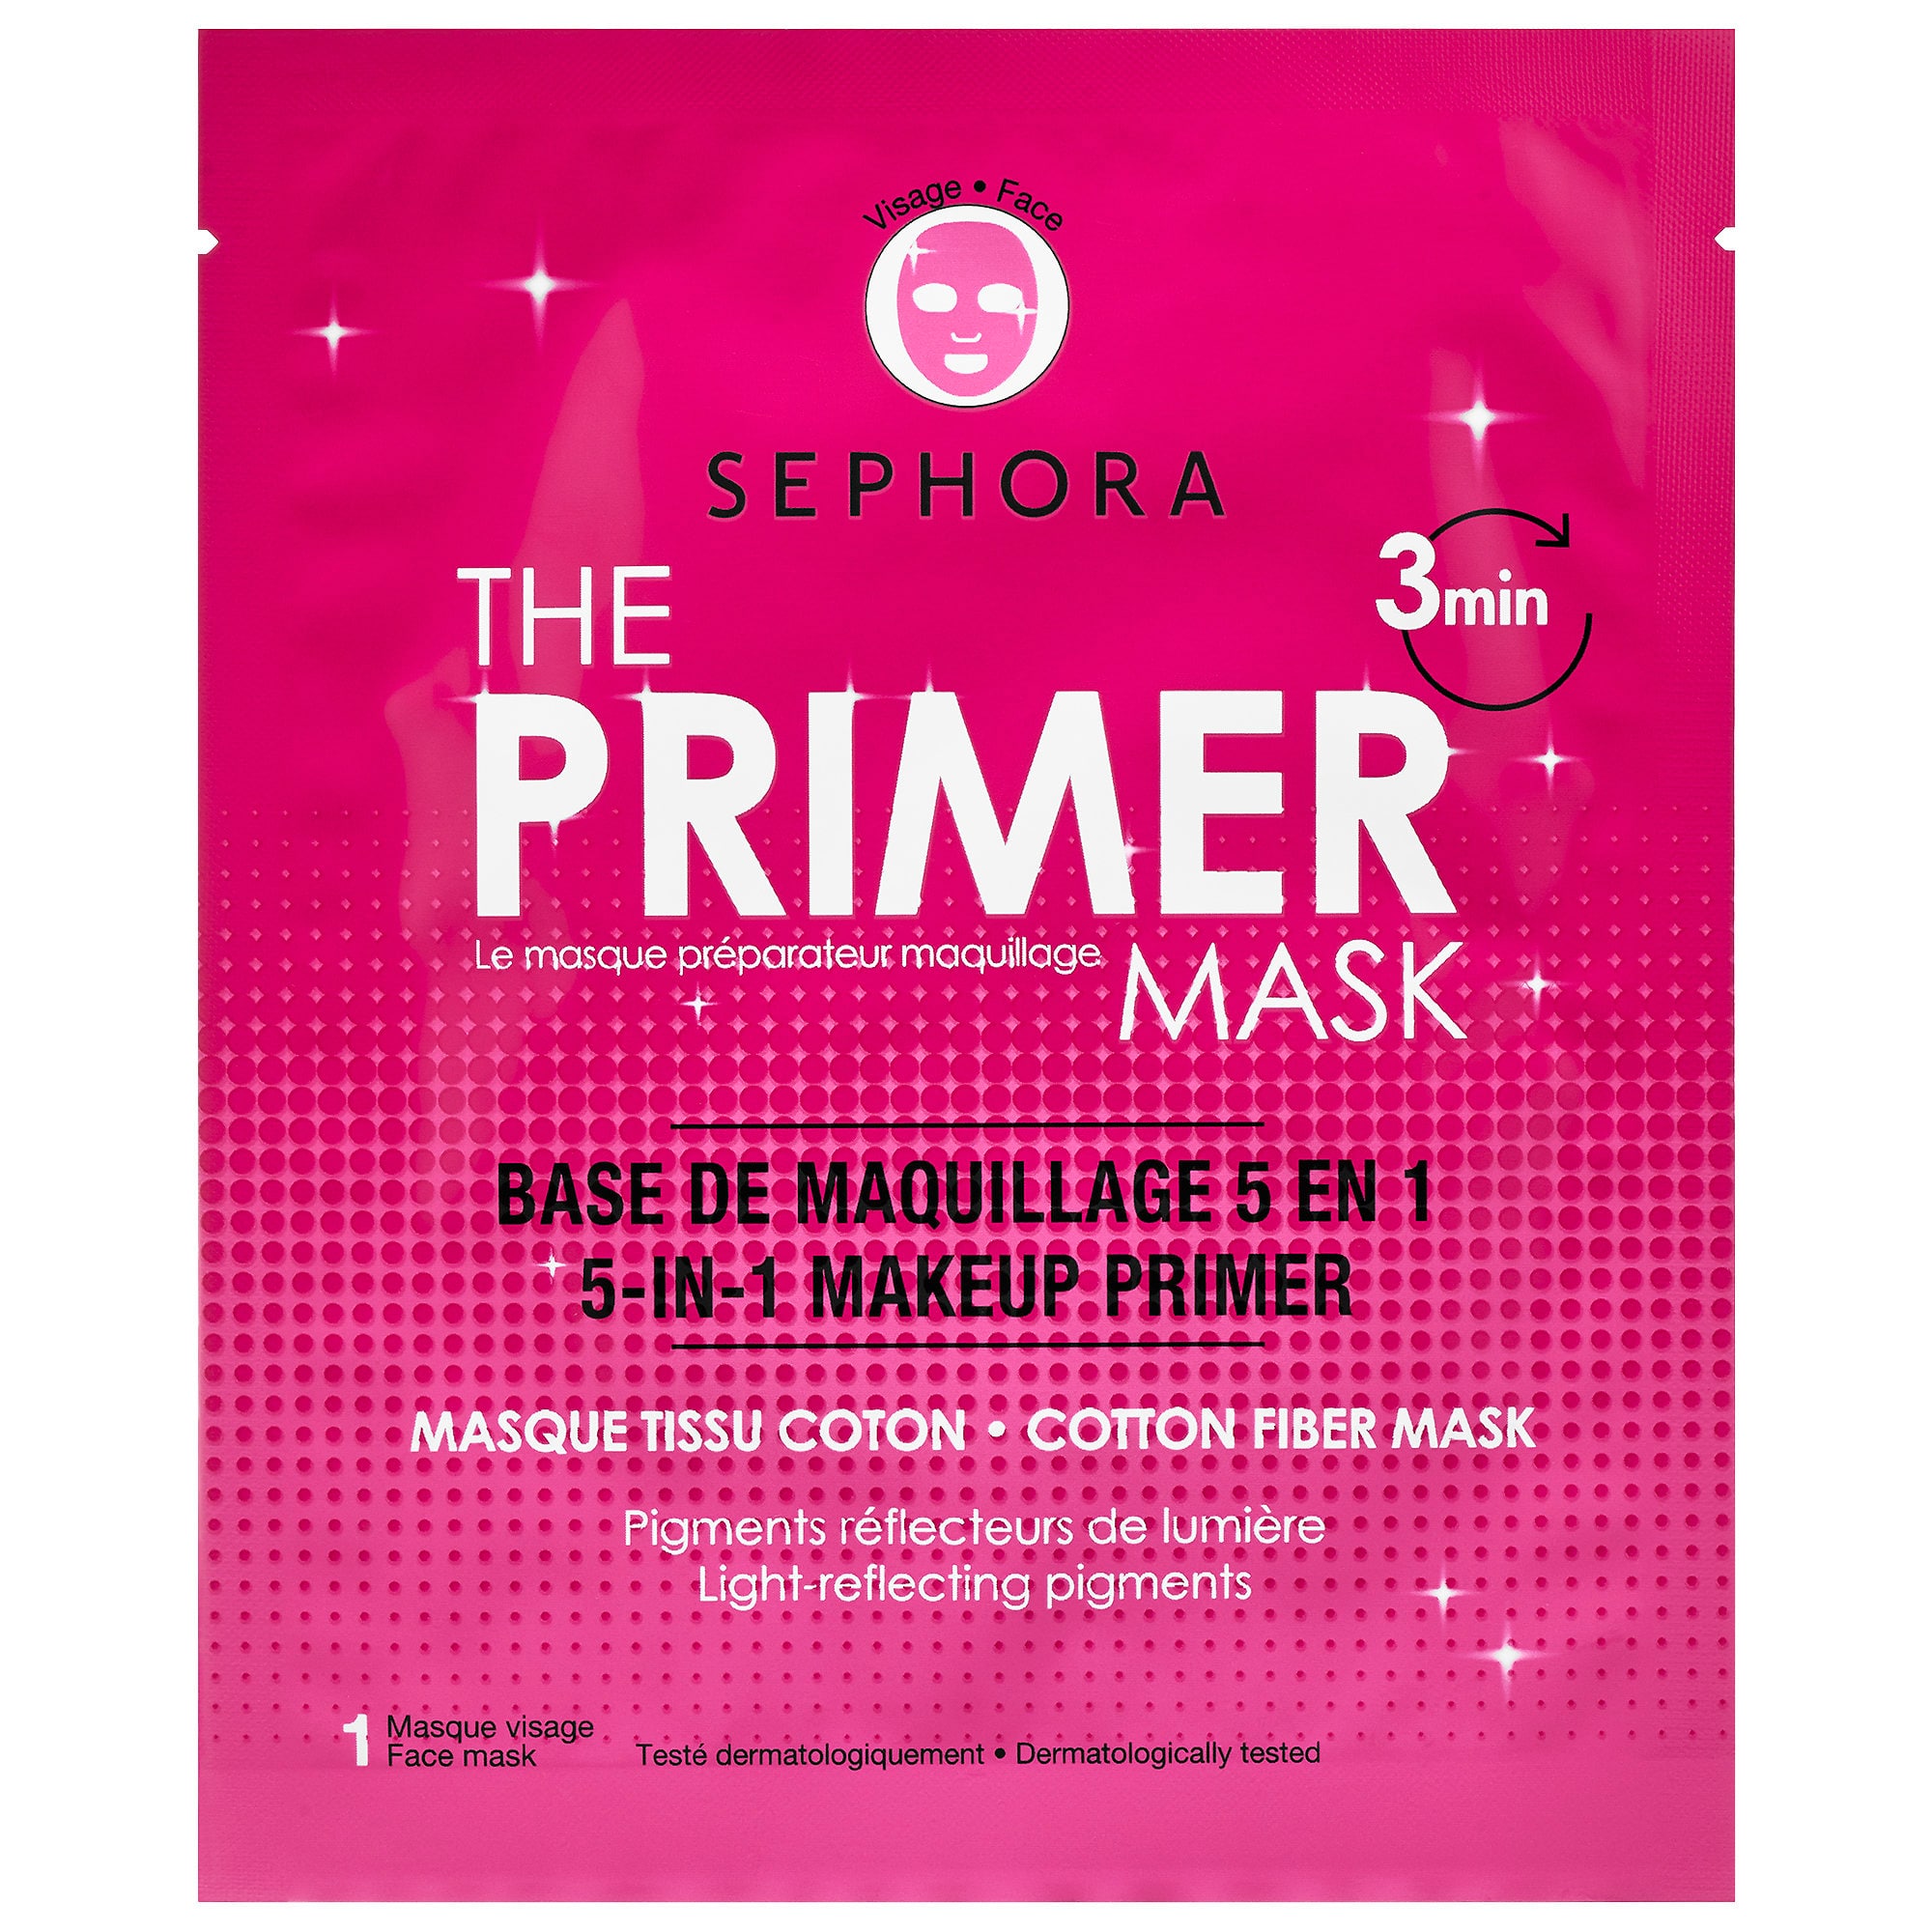 Visage • Face
SEPHORA
THE
3min
PRIMER
Le masque préparateur maquillage
MASK
BASE DE MAQUILLAGE 5 EN 1
5-IN-1 MAKEUP PRIMER
MASQUE TISSU COTON • COTTON FIBER MASK
Pigments réflecteurs de lumière
Light-reflecting pigments
1 Masque visage
Face mask
Testé dermatologiquement • Dermatologically tested